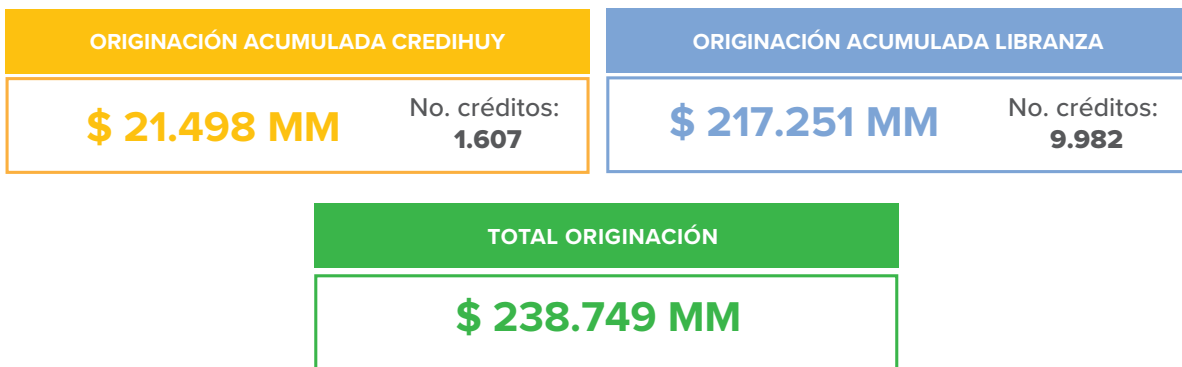 ORIGINACIÓN ACUMULADA CREDIHUY
$ 21.498 MM
No. créditos:
1.607
ORIGINACIÓN ACUMULADA LIBRANZA
$ 217.251 MM
No. créditos:
9.982
TOTAL ORIGINACIÓN
$ 238.749 MM